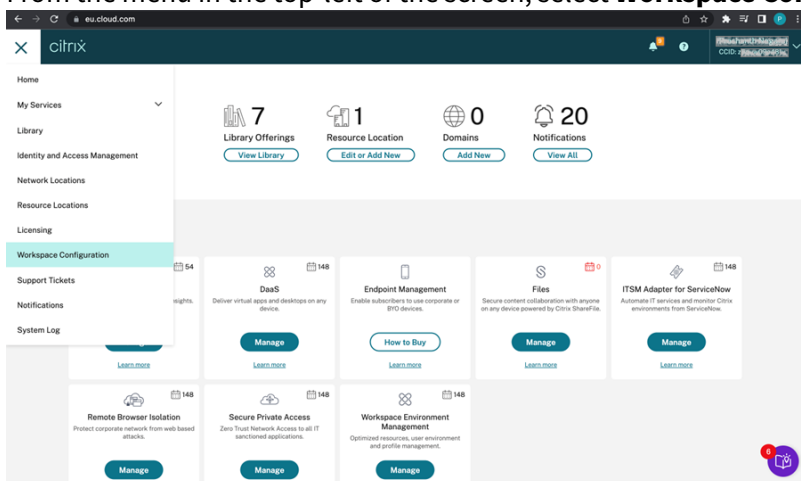 From the menu in the top-left of the screen, select Workspace Co
eu.cloud.com
P
citrix
CCID:
Home
My Services
Library
Identity and Access Management
Network Locations
Resource Locations
Licensing
Workspace Configuration
Support Tickets
Notifications
System Log
7
Library Offerings
View Library
1
Resource Location
Edit or Add New
0
Domains
Add New
20
Notifications
View All
54
Learn more
148
DaaS
Deliver virtual apps and desktops on any
device.
Manage
Learn more
148
Endpoint Management
Enable subscribers to use corporate or
BYO devices.
How to Buy
Learn more
0
Files
Secure content collaboration with anyone
on any device powered by Citrix ShareFile.
Manage
Learn more
148
ITSM Adapter for ServiceNow
Automate IT services and monitor Citrix
environments from ServiceNow.
Manage
Learn more
148
Remote Browser Isolation
Protect corporate network from web based
attacks.
Manage
148
Secure Private Access
Zero Trust Network Access to all IT
sanctioned applications.
Manage
148
Workspace Environment
Management
Optimized resources, user environment
and profile management.
Manage
6